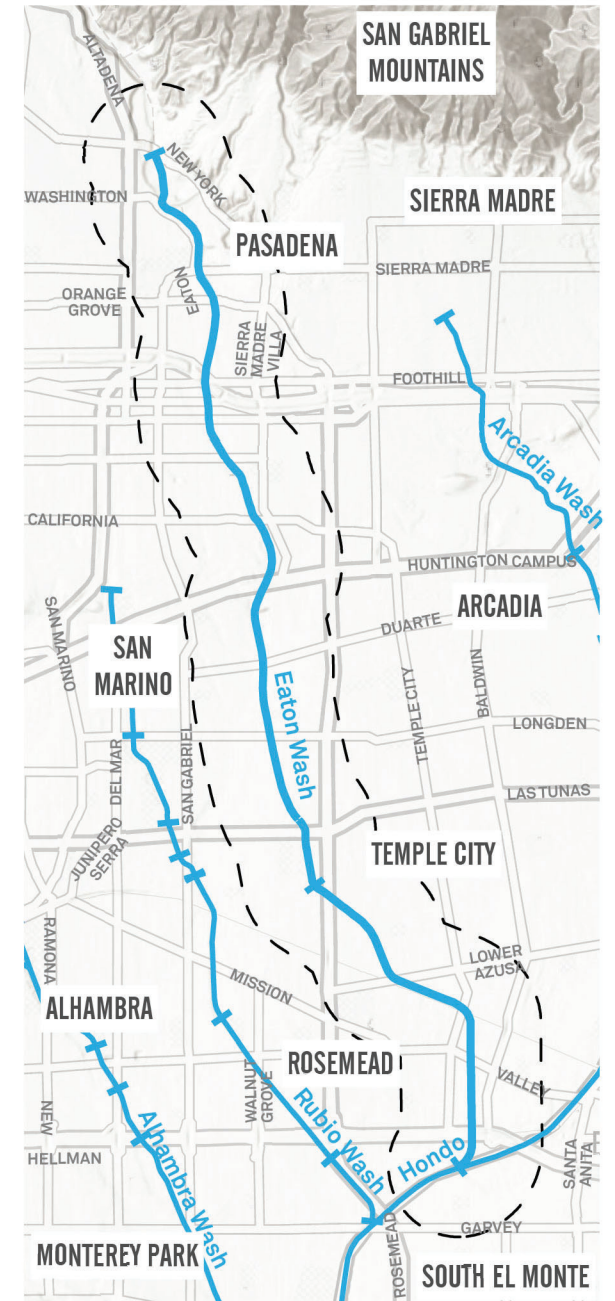 SAN GABRIEL
MOUNTAINS
ALTADENA
NEW YORK
WASHINGTON
SIERRA MADRE
PASADENA
SIERRA MADRE
EATON
ORANGE
GROVE
SIERRA
MADRE
VILLA
FOOTHILL
Arcadia Wash
CALIFORNIA
HUNTINGTON CAMPUS
SAN MARINO
ARCADIA
DUARTE
SAN
MARINO
TEMPLE CITY
BALDWIN
Eaton Wash
LONGDEN
DEL MAR
SAN GABRIEL
LAS TUNAS
JUNIPERO
SERRA
TEMPLE CITY
RAMONA
LOWER
AZUSA
MISSION
ALHAMBRA
ROSEMEAD
VALLEY
NEW
WALNUT
GROVE
Rubio Wash
Hondo
SANTA
ANITA
HELLMAN
Alhambra Wash
ROSEMEAD
GARVEY
MONTEREY PARK
SOUTH EL MONTE